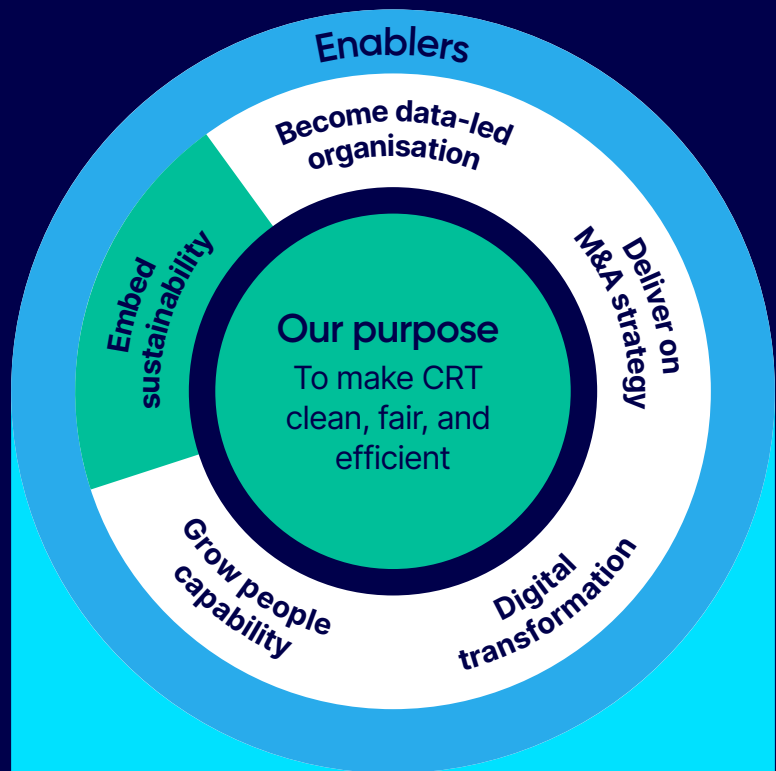 Enablers
Become data-led
organisation
Deliver on
M&A strategy
Digital
transformation
Grow people
capability
Embed
sustainability
Our purpose
To make CRT
clean, fair, and
efficient